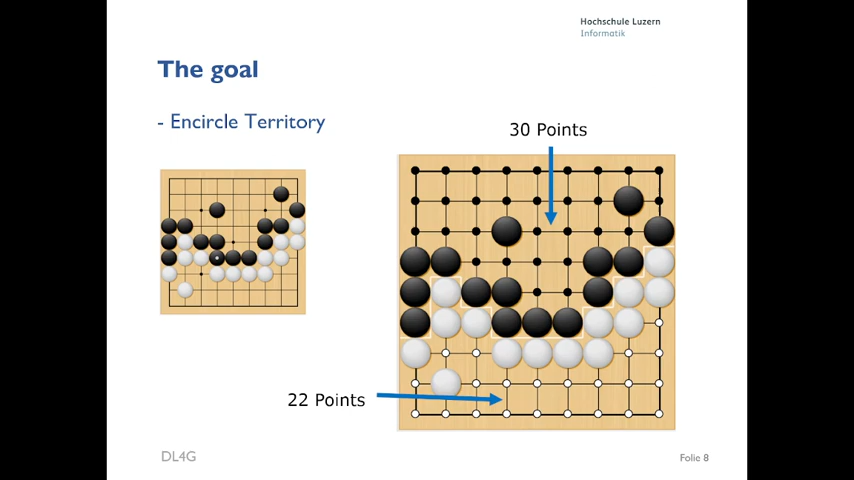 Hochschule Luzern
Informatik
The goal
- Encircle Territory
30 Points
22 Points
DL4G
Folie 8